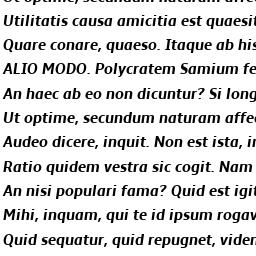 Utilitatis causa amicitia est quaesit
Quare conare, quaeso. Itaque ab his
ALIO MODO. Polycratem Samium fe
An haec ab eo non dicuntur? Si long
Ut optime, secundum naturam affe
Audeo dicere, inquit. Non est ista, in
Ratio quidem vestra sic cogit. Nam
An nisi populari fama? Quid est igit
Mihi, inquam, qui te id ipsum rogav
Quid sequatur, quid repugnet, viden